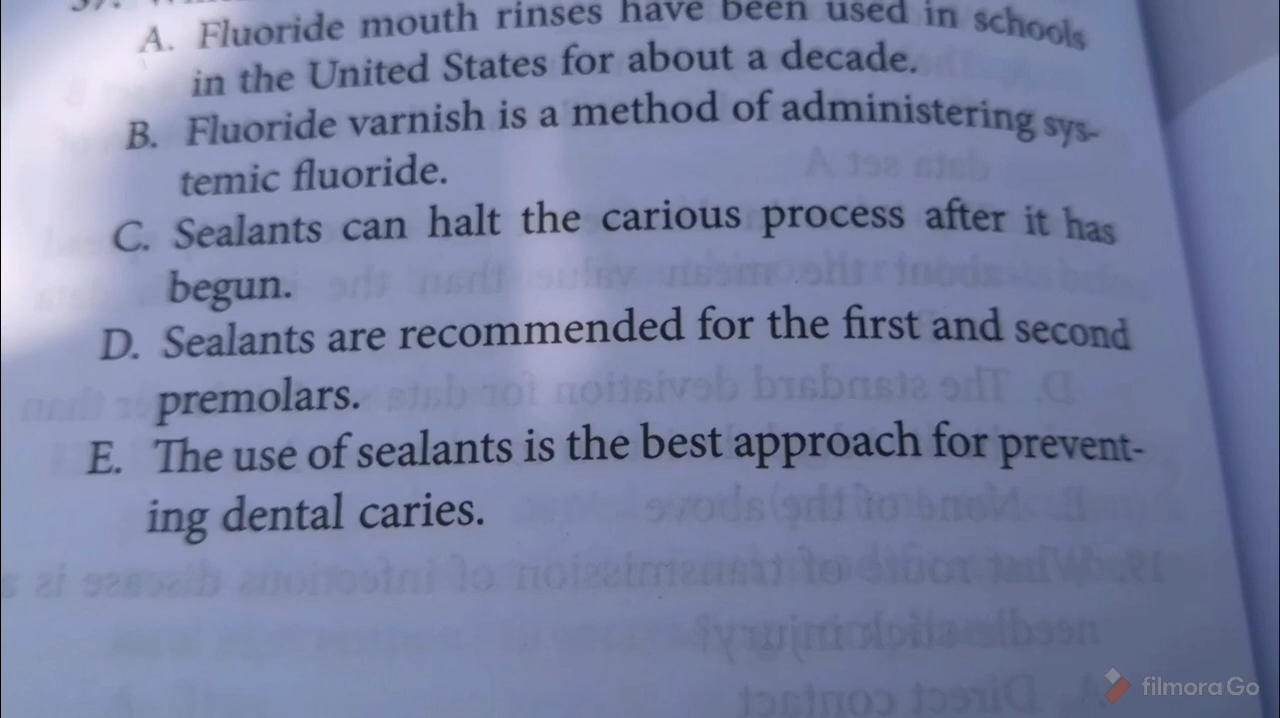 A. Fluoride mouth rinses have been used in schools
in the United States for about a decade.
B. Fluoride varnish is a method of administering sys-
temic fluoride.
C. Sealants can halt the carious process after it has
begun.
D. Sealants are recommended for the first and second
premolars.
E. The use of sealants is the best approach for prevent-
ing dental caries.
filmoraGo